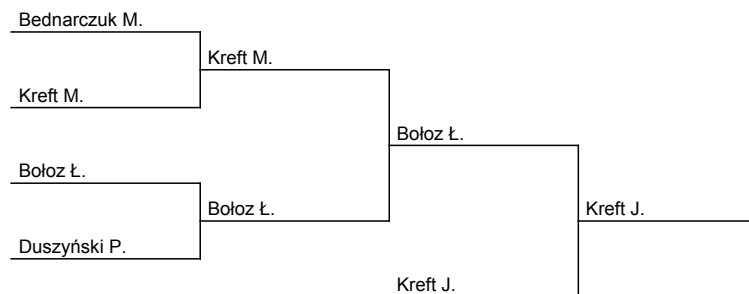 Bednarczuk M.
Kreft M.
Kreft M.
Bołoz Ł.
Bołoz Ł.
Bołoz Ł.
Kreft J.
Duszyński P.
Kreft J.